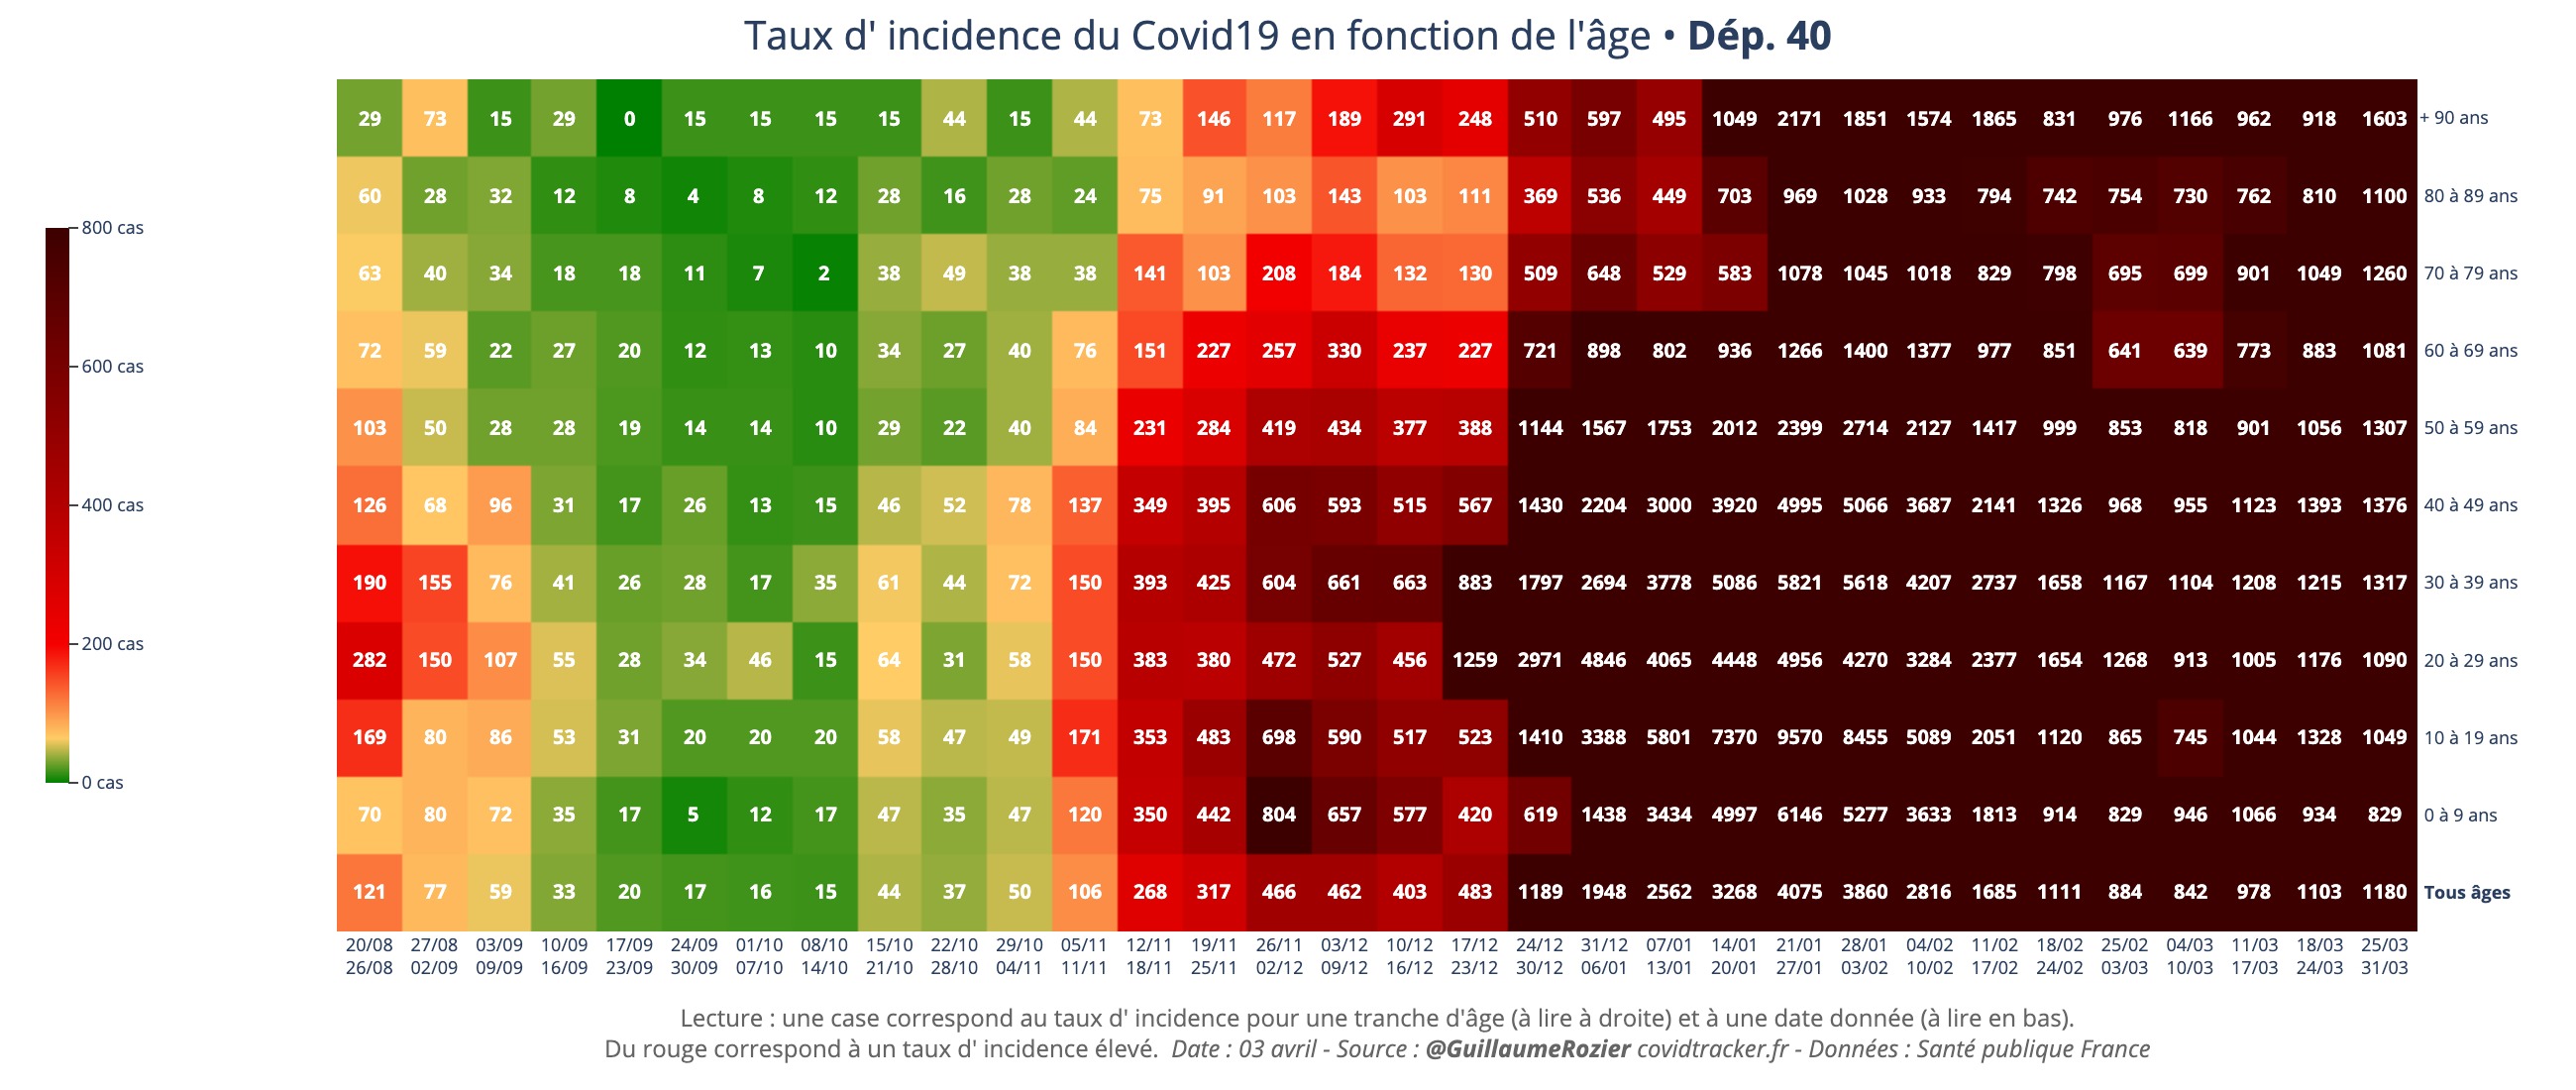 Taux d' incidence du Covid19 en fonction de l'âge • Dép. 40
29 73 15 29 0 15 15 15 15 44 15 44 73 146 117 189 291 248 510 597 495 1049 2171 1851 1574 1865 831 976 1166 962 918 1603 + 90 ans
60 28 32 12 8 4 8 12 28 16 28 24 75 91 103 143 103 111 369 536 449 703 969 1028 933 794 742 754 730 762 810 1100 80 à 89 ans
63 40 34 18 18 11 7 2 38 49 38 38 141 103 208 184 132 130 509 648 529 583 1078 1045 1018 829 798 695 699 901 1049 1260 70 à 79 ans
72 59 22 27 20 12 13 10 34 27 40 76 151 227 257 330 237 227 721 898 802 936 1266 1400 1377 977 851 641 639 773 883 1081 60 à 69 ans
103 50 28 28 19 14 14 10 29 22 40 84 231 284 419 434 377 388 1144 1567 1753 2012 2399 2714 2127 1417 999 853 818 901 1056 1307 50 à 59 ans
126 68 96 31 17 26 13 15 46 52 78 137 349 395 606 593 515 567 1430 2204 3000 3920 4995 5066 3687 2141 1326 968 955 1123 1393 1376 40 à 49 ans
190 155 76 41 26 28 17 35 61 44 72 150 393 425 604 661 663 883 1797 2694 3778 5086 5821 5618 4207 2737 1658 1167 1104 1208 1215 1317 30 à 39 ans
282 150 107 55 28 34 46 15 64 31 58 150 383 380 472 527 456 1259 2971 4846 4065 4448 4956 4270 3284 2377 1654 1268 913 1005 1176 1090 20 à 29 ans
169 80 86 53 31 20 20 20 58 47 49 171 353 483 698 590 517 523 1410 3388 5801 7370 9570 8455 5089 2051 1120 865 745 1044 1328 1049 10 à 19 ans
70 80 72 35 17 5 12 17 47 35 47 120 350 442 804 657 577 420 619 1438 3434 4997 6146 5277 3633 1813 914 829 946 1066 934 829 0 à 9 ans
121 77 59 33 20 17 16 15 44 37 50 106 268 317 466 462 403 483 1189 1948 2562 3268 4075 3860 2816 1685 1111 884 842 978 1103 1180 Tous âges
20/08 27/08 03/09 10/09 17/09 24/09 01/10 08/10 15/10 22/10 29/10 05/11 12/11 19/11 26/11 03/12 10/12 17/12 24/12 31/12 07/01 14/01 21/01 28/01 04/02 11/02 18/02 25/02 04/03 11/03 18/03 25/03
26/08 02/09 09/09 16/09 23/09 30/09 07/10 14/10 21/10 28/10 04/11 11/11 18/11 25/11 02/12 09/12 16/12 23/12 30/12 06/01 13/01 20/01 27/01 03/02 10/02 17/02 24/02 03/03 10/03 17/03 24/03 31/03
800 cas
600 cas
400 cas
200 cas
0 cas
Lecture : une case correspond au taux d' incidence pour une tranche d'âge (à lire à droite) et à une date donnée (à lire en bas).
Du rouge correspond à un taux d' incidence élevé. Date : 03 avril - Source : @GuillaumeRozier covidtracker.fr - Données : Santé publique France